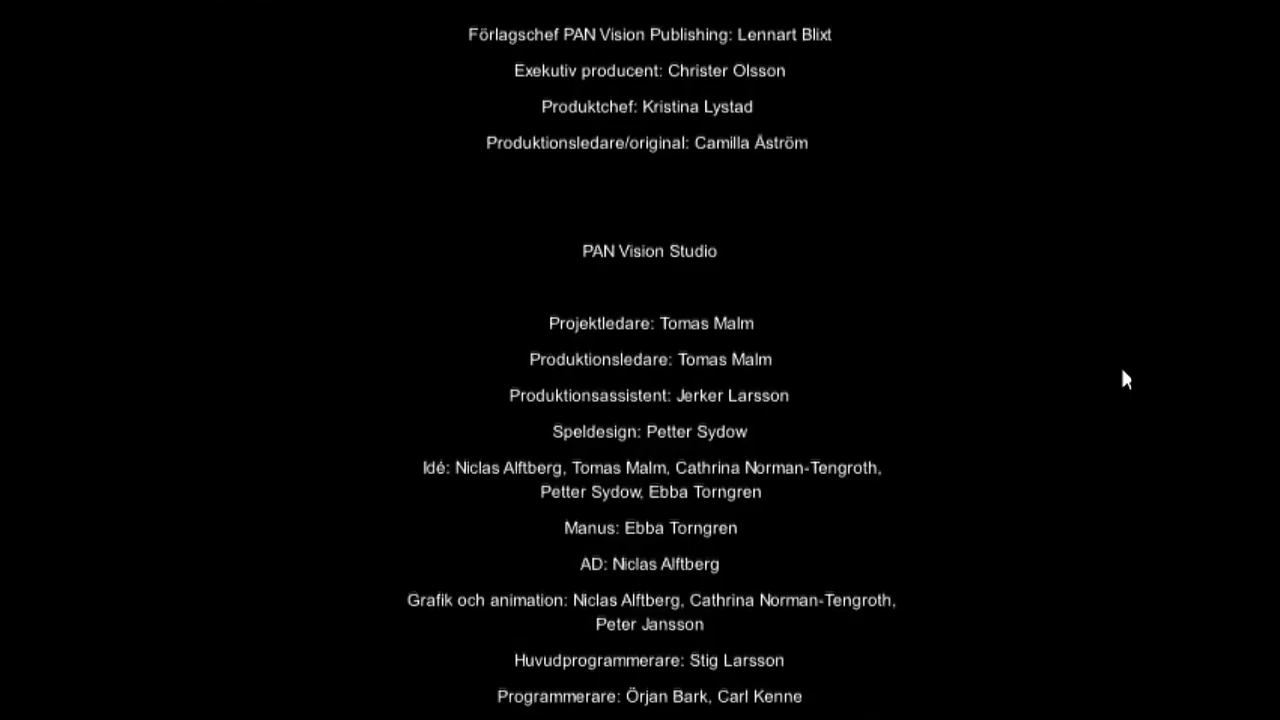 Förlagschef PAN Vision Publishing: Lennart Blixt
Exekutiv producent: Christer Olsson
Produktchef: Kristina Lystad
Produktionsledare/original: Camilla Åström
PAN Vision Studio
Projektledare: Tomas Malm
Produktionsledare: Tomas Malm
Produktionsassistent: Jerker Larsson
Speldesign: Petter Sydow
Idé: Niclas Alftberg, Tomas Malm, Cathrina Norman-Tengroth,
Petter Sydow, Ebba Torngren
Manus: Ebba Torngren
AD: Niclas Alftberg
Grafik och animation: Niclas Alftberg, Cathrina Norman-Tengroth,
Peter Jansson
Huvudprogrammerare: Stig Larsson
Programmerare: Örjan Bark, Carl Kenne